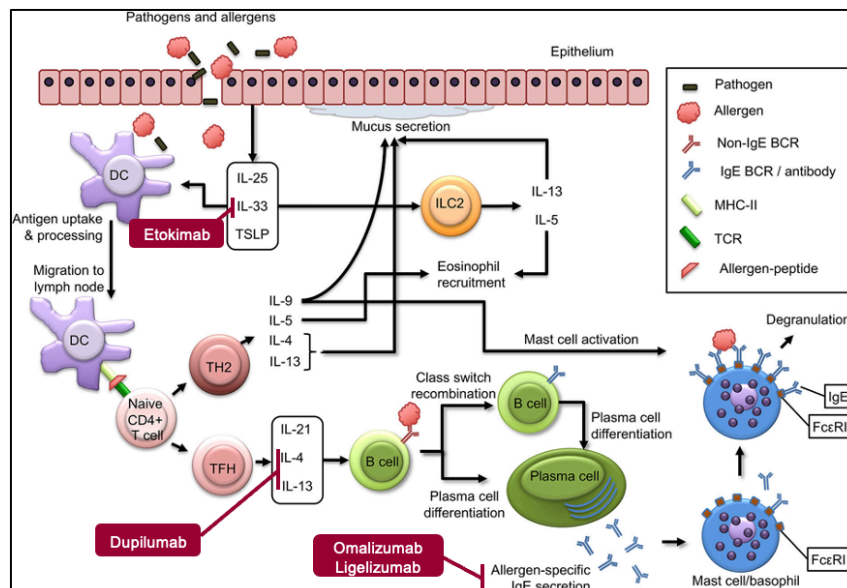 Pathogens and allergens
Epithelium
Mucus secretion
DC
IL-25
IL-33
TSLP
Etokimab
ILC2
IL-13
IL-5
Antigen uptake
& processing
Migration to
lymph node
Eosinophil
recruitment
DC
IL-9
IL-5
IL-4
IL-13
TH2
Mast cell activation
Naive
CD4+
T cell
TFH
IL-21
IL-4
IL-13
B cell
Class switch
recombination
B cell
Plasma cell
differentiation
Plasma cell
differentiation
Plasma cell
Dupilumab
Omalizumab
Ligelizumab
Allergen-specific
IgE secretion
Pathogen
Allergen
Non-IgE BCR
IgE BCR / antibody
MHC-II
TCR
Allergen-peptide
Degranulation
IgE
FcεRI
FcεRI
Mast cell/basophil